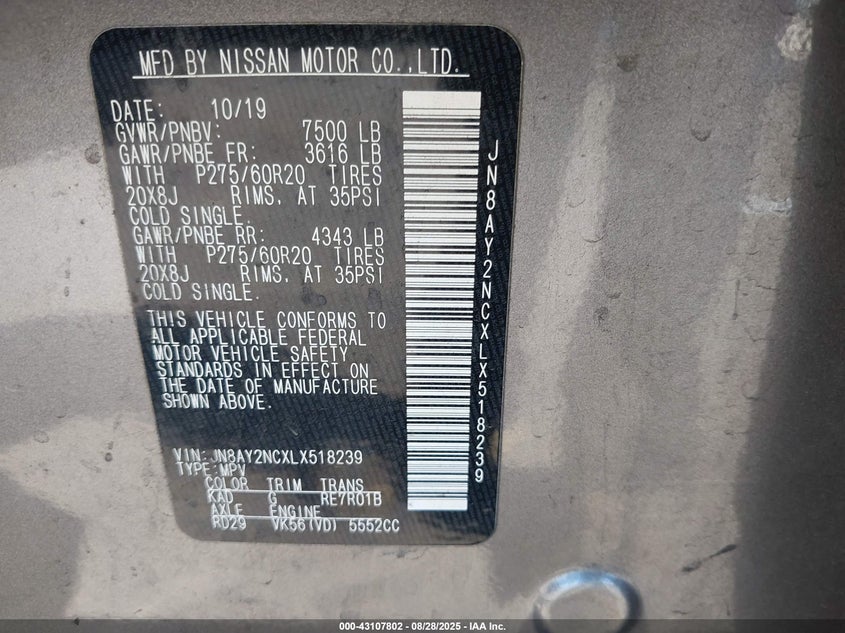 MFD BY NISSAN MOTOR CO.,LTD.
DATE: 10/19
GVWR/PNBV: 7500 LB
GAWR/PNBE FR: 3616 LB
WITH P275/60R20 TIRES
20X8J RIMS, AT 35PSI
COLD SINGLE.
GAWR/PNBE RR: 4343 LB
WITH P275/60R20 TIRES
20X8J RIMS, AT 35PSI
COLD SINGLE.
THIS VEHICLE CONFORMS TO
ALL APPLICABLE FEDERAL
MOTOR VEHICLE SAFETY
STANDARDS IN EFFECT ON
THE DATE OF MANUFACTURE
SHOWN ABOVE.
VIN:JN8AY2NCXLX518239
TYPE:MPV
COLOR TRIM TRANS
KAD G RE7R01B
AXLE ENGINE
RD29 VK56(VD) 5552CC
JN8AY2NCXLX518239
000-43107802 - 08/28/2025 - IAA Inc.